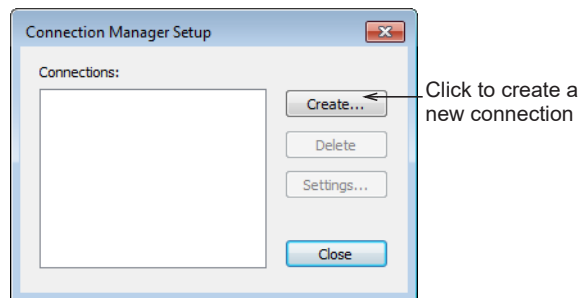 Connection Manager Setup
Connections:
Create...
Click to create a
new connection
Delete
Settings...
Close